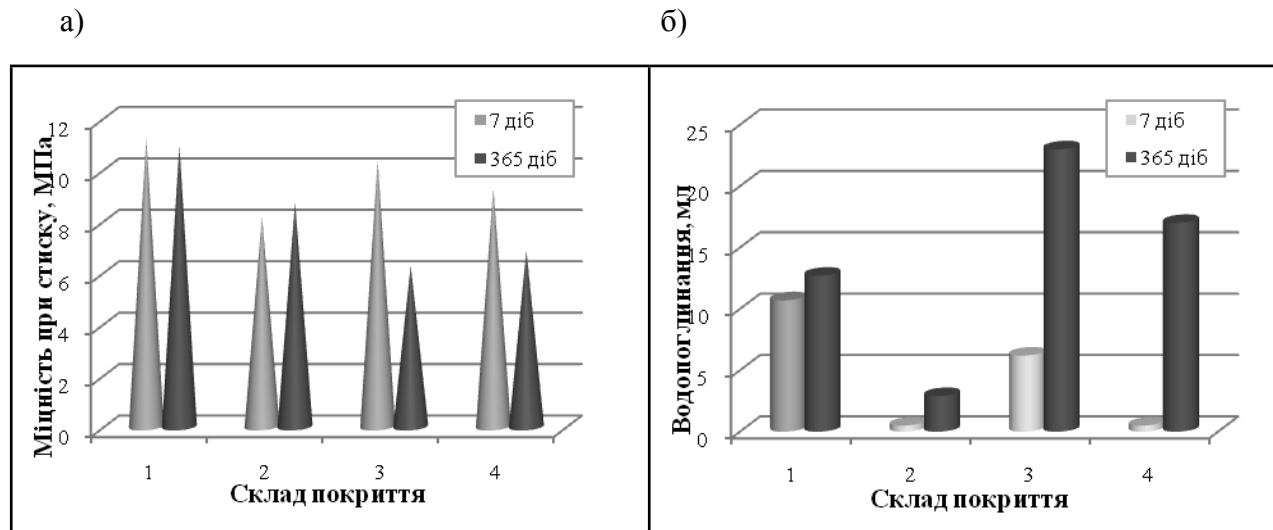 а)
б)
Міцність при стиску, МПа
12
10
8
6
4
2
0
7 діб
365 діб
1 2 3 4
Склад покриття
Водопоглинання, мл
25
20
15
10
5
0
7 діб
365 діб
1 2 3 4
Склад покриття